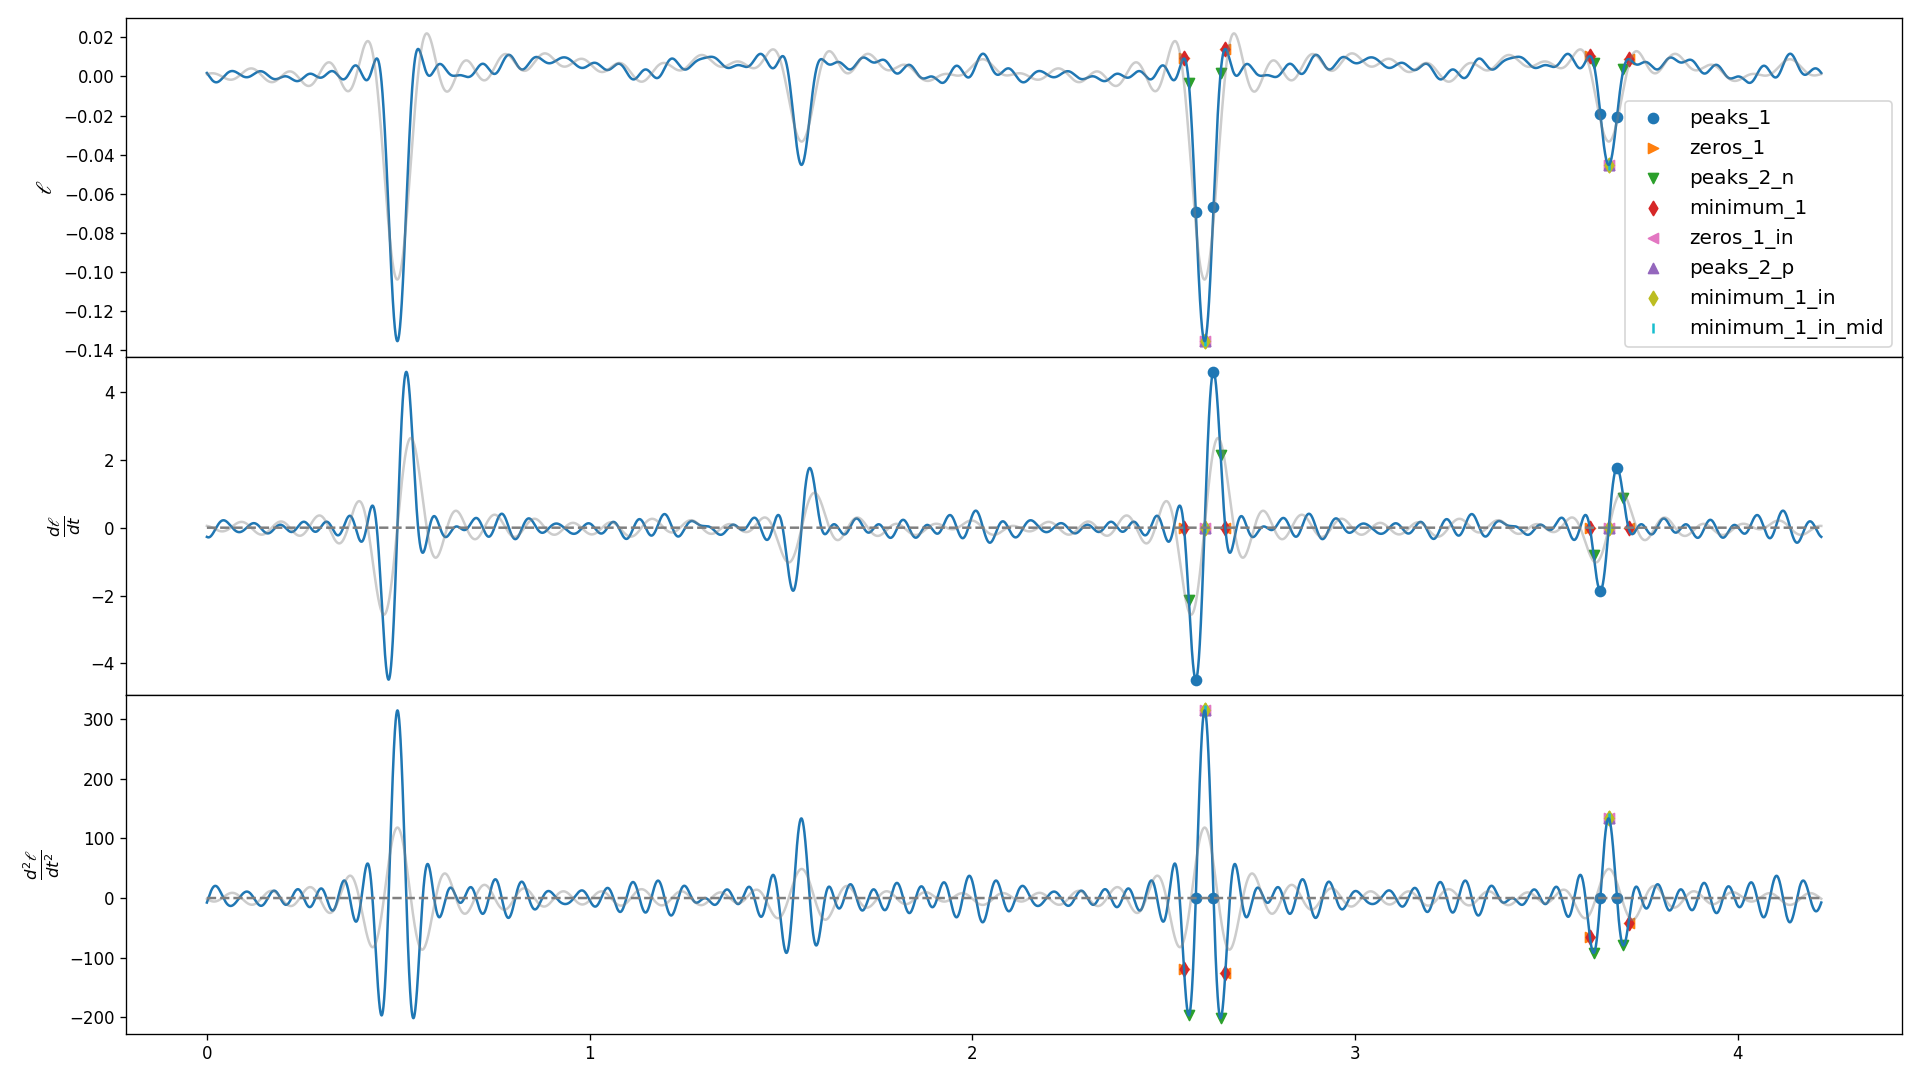 0.02
0.00
−0.02
−0.04
−0.06
−0.08
−0.10
−0.12
−0.14
ℓ
peaks_1
zeros_1
peaks_2_n
minimum_1
zeros_1_in
peaks_2_p
minimum_1_in
minimum_1_in_mid
4
2
0
−2
−4
dℓ
dt
300
200
100
0
−100
−200
d²ℓ
dt²
0 1 2 3 4